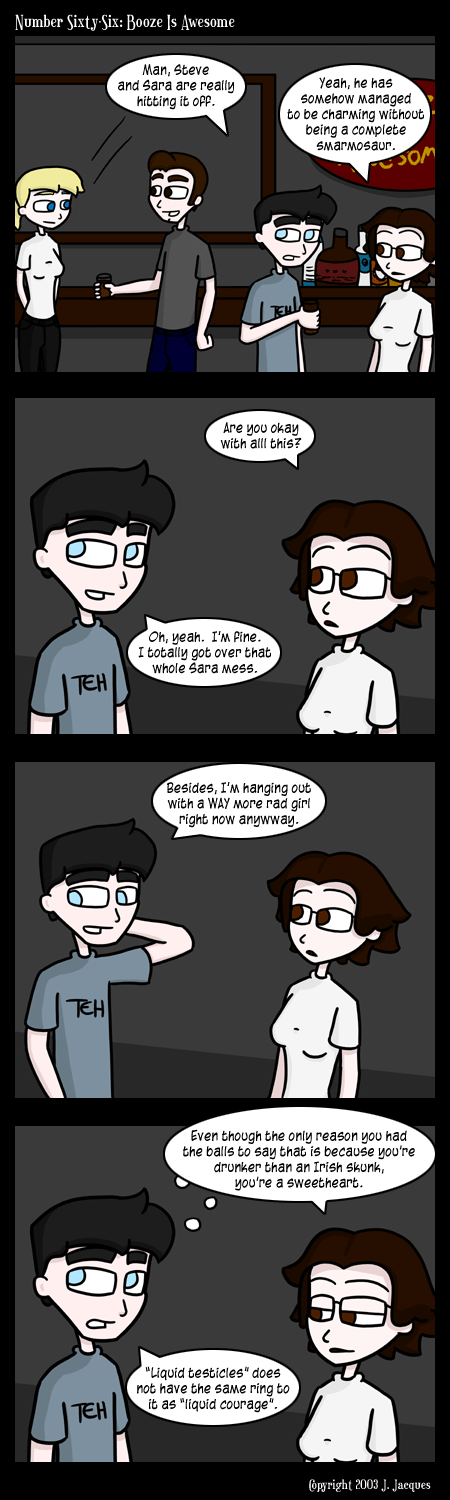 Number Sixty-Six: Booze Is Awesome
Man, Steve
and Sara are really
hitting it off.
Yeah, he has
somehow managed
to be charming without
being a complete
smarmosaur.
TEH
Are you okay
with alll this?
Oh, yeah. I'm fine.
I totally got over that
whole Sara mess.
TEH
Besides, I'm hanging out
with a WAY more rad girl
right now anywway.
TEH
Even though the only reason you had
the balls to say that is because you're
drunker than an Irish skunk,
you're a sweetheart.
"Liquid testicles" does
not have the same ring to
it as "liquid courage".
TEH
Copyright 2003 J. Jacques